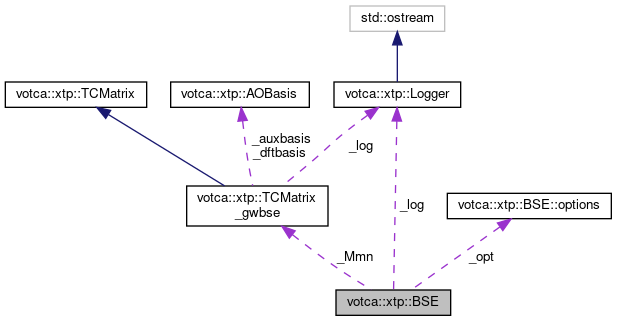 std::ostream
votca::xtp::TCMatrix
votca::xtp::AOBasis
votca::xtp::Logger
_auxbasis
_dftbasis
_log
votca::xtp::TCMatrix
_gwbse
_log
votca::xtp::BSE::options
_Mmn
_opt
votca::xtp::BSE